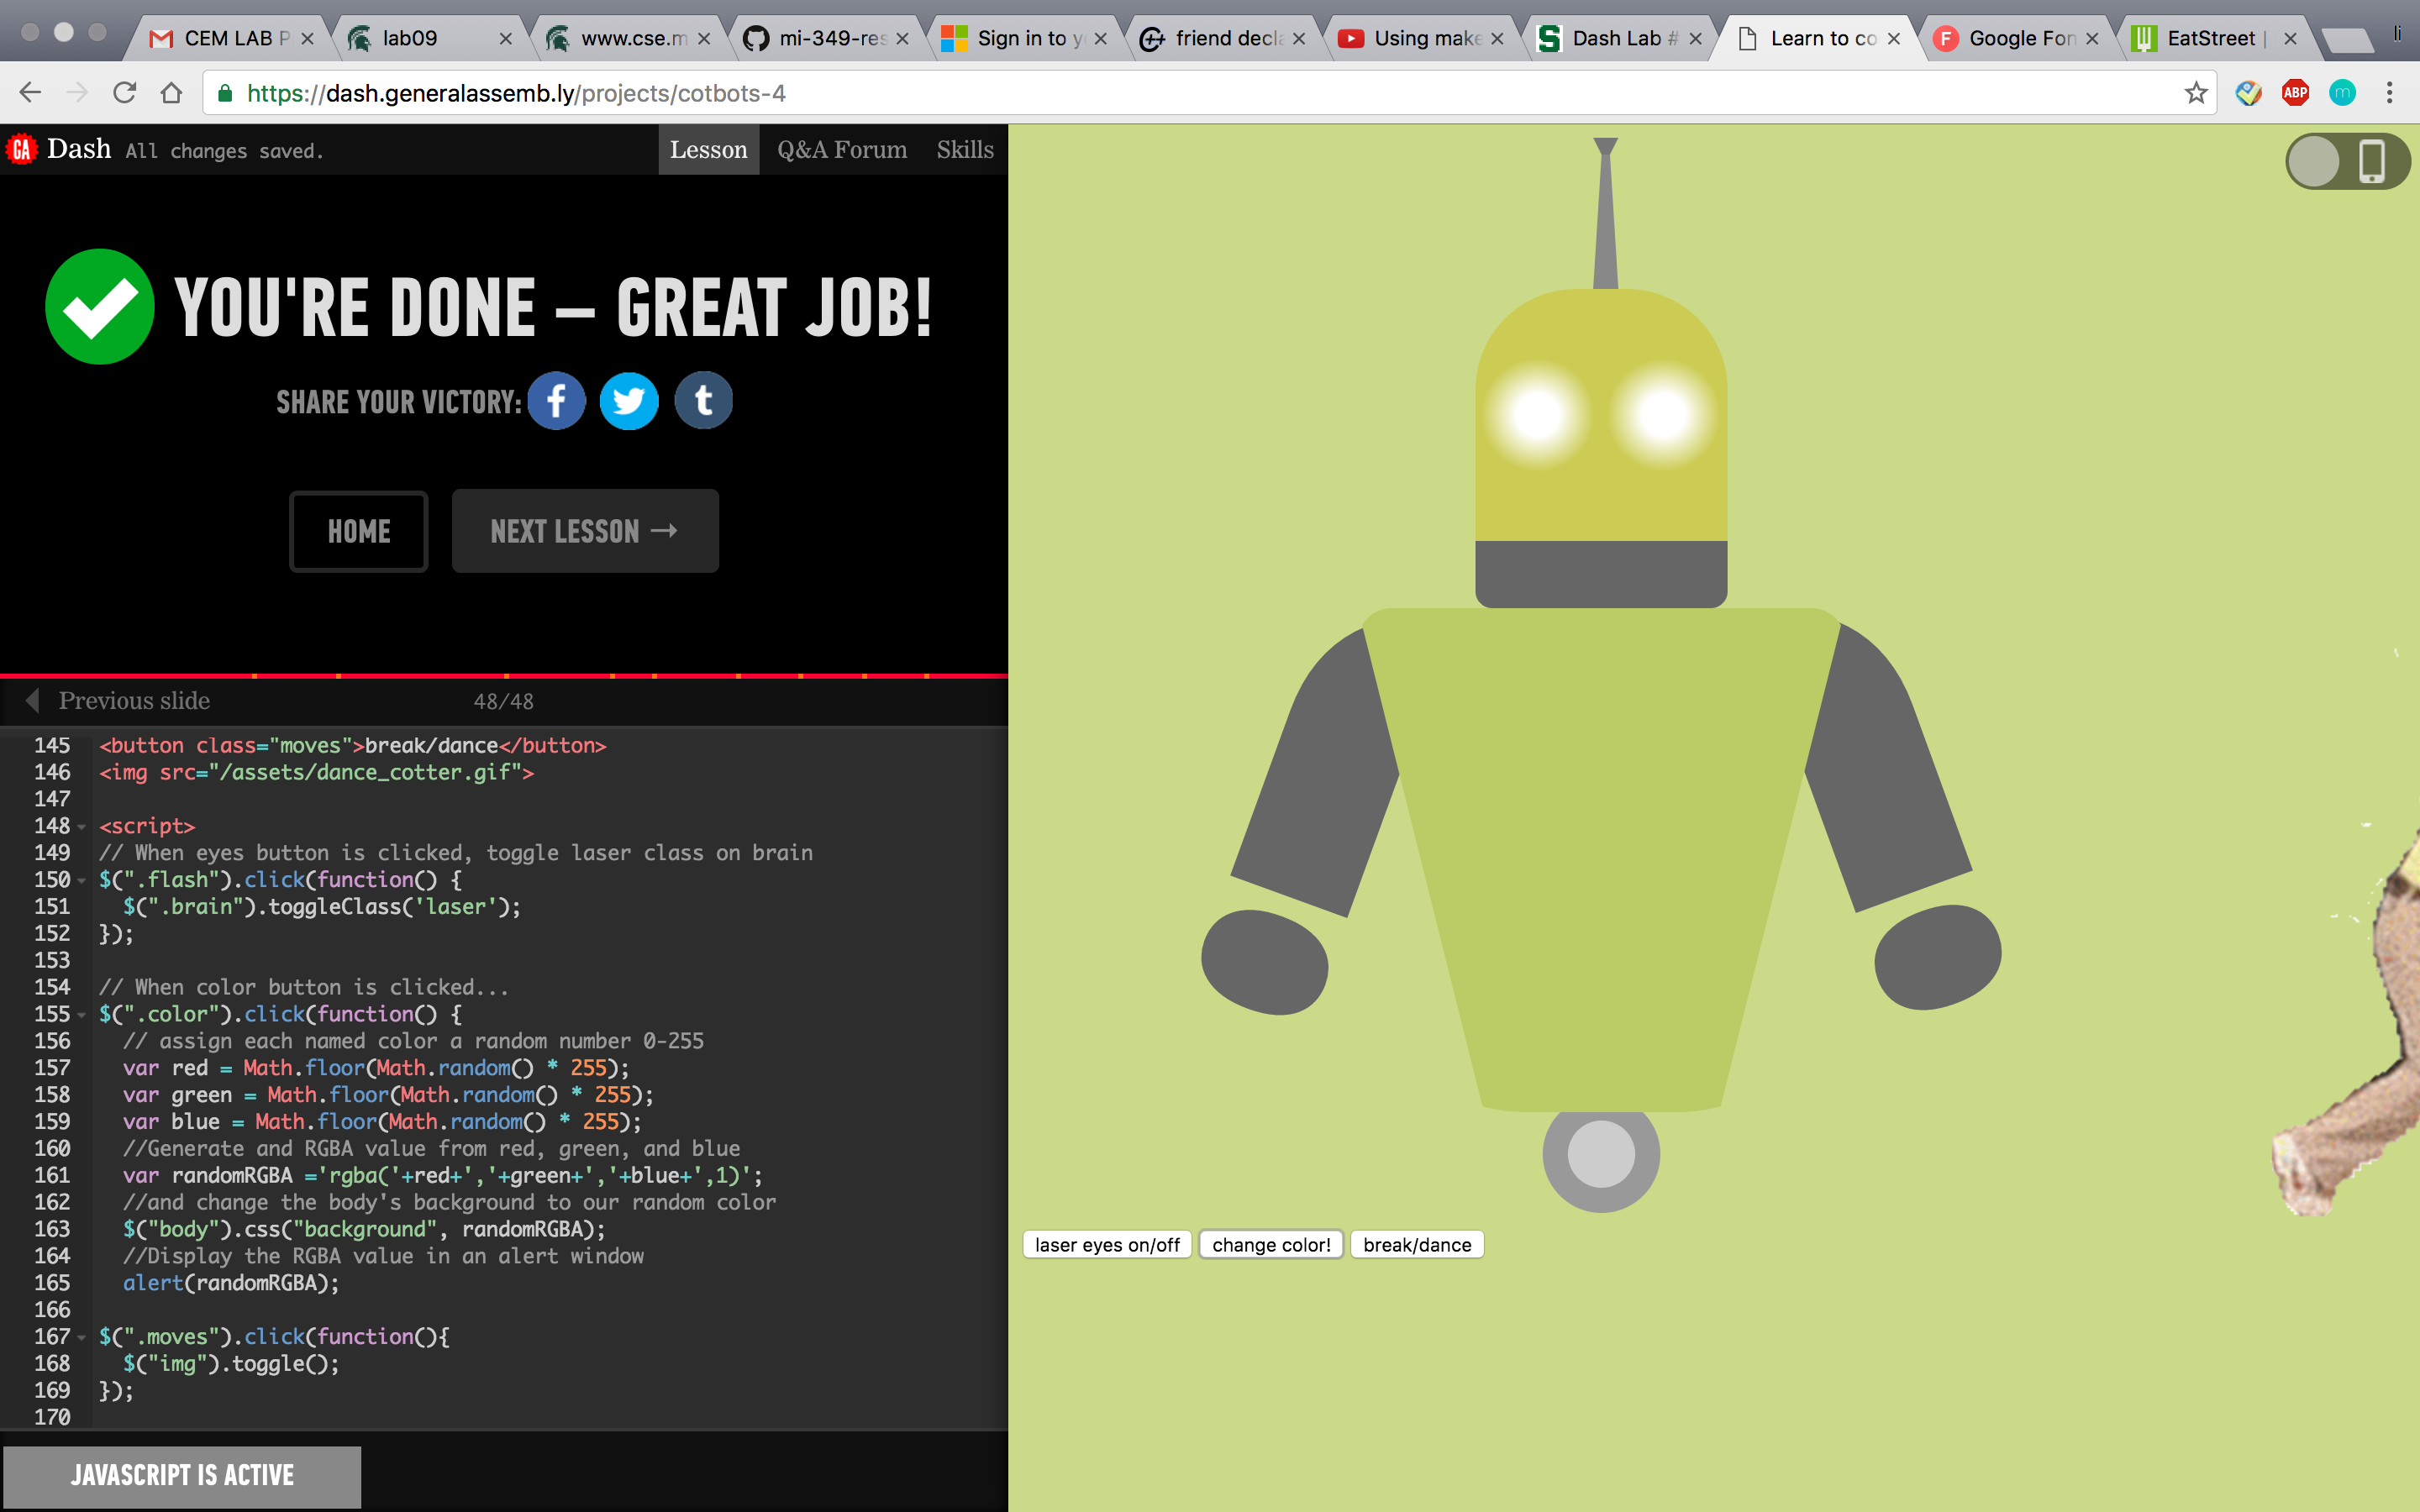 CEM LAB P
lab09
www.cse.m
mi-349-res
Sign in to y
friend decla
Using make
Dash Lab #
Learn to co
Google Fon
EatStreet |
li
https://dash.generalassemb.ly/projects/cotbots-4
ABP
m
GA Dash All changes saved. Lesson Q&A Forum Skills
YOU'RE DONE — GREAT JOB!
SHARE YOUR VICTORY: f t
HOME NEXT LESSON →
Previous slide 48/48
145 <button class="moves">break/dance</button>
146 <img src="/assets/dance_cotter.gif">
147
148 <script>
149 // When eyes button is clicked, toggle laser class on brain
150 $(".flash").click(function() {
151 $(".brain").toggleClass('laser');
152 });
153
154 // When color button is clicked...
155 $(".color").click(function() {
156 // assign each named color a random number 0-255
157 var red = Math.floor(Math.random() * 255);
158 var green = Math.floor(Math.random() * 255);
159 var blue = Math.floor(Math.random() * 255);
160 //Generate and RGBA value from red, green, and blue
161 var randomRGBA ='rgba('+red+','+green+','+blue+',1)';
162 //and change the body's background to our random color
163 $("body").css("background", randomRGBA);
164 //Display the RGBA value in an alert window
165 alert(randomRGBA);
166
167 $(".moves").click(function(){
168 $("img").toggle();
169 });
170
JAVASCRIPT IS ACTIVE
laser eyes on/off change color! break/dance